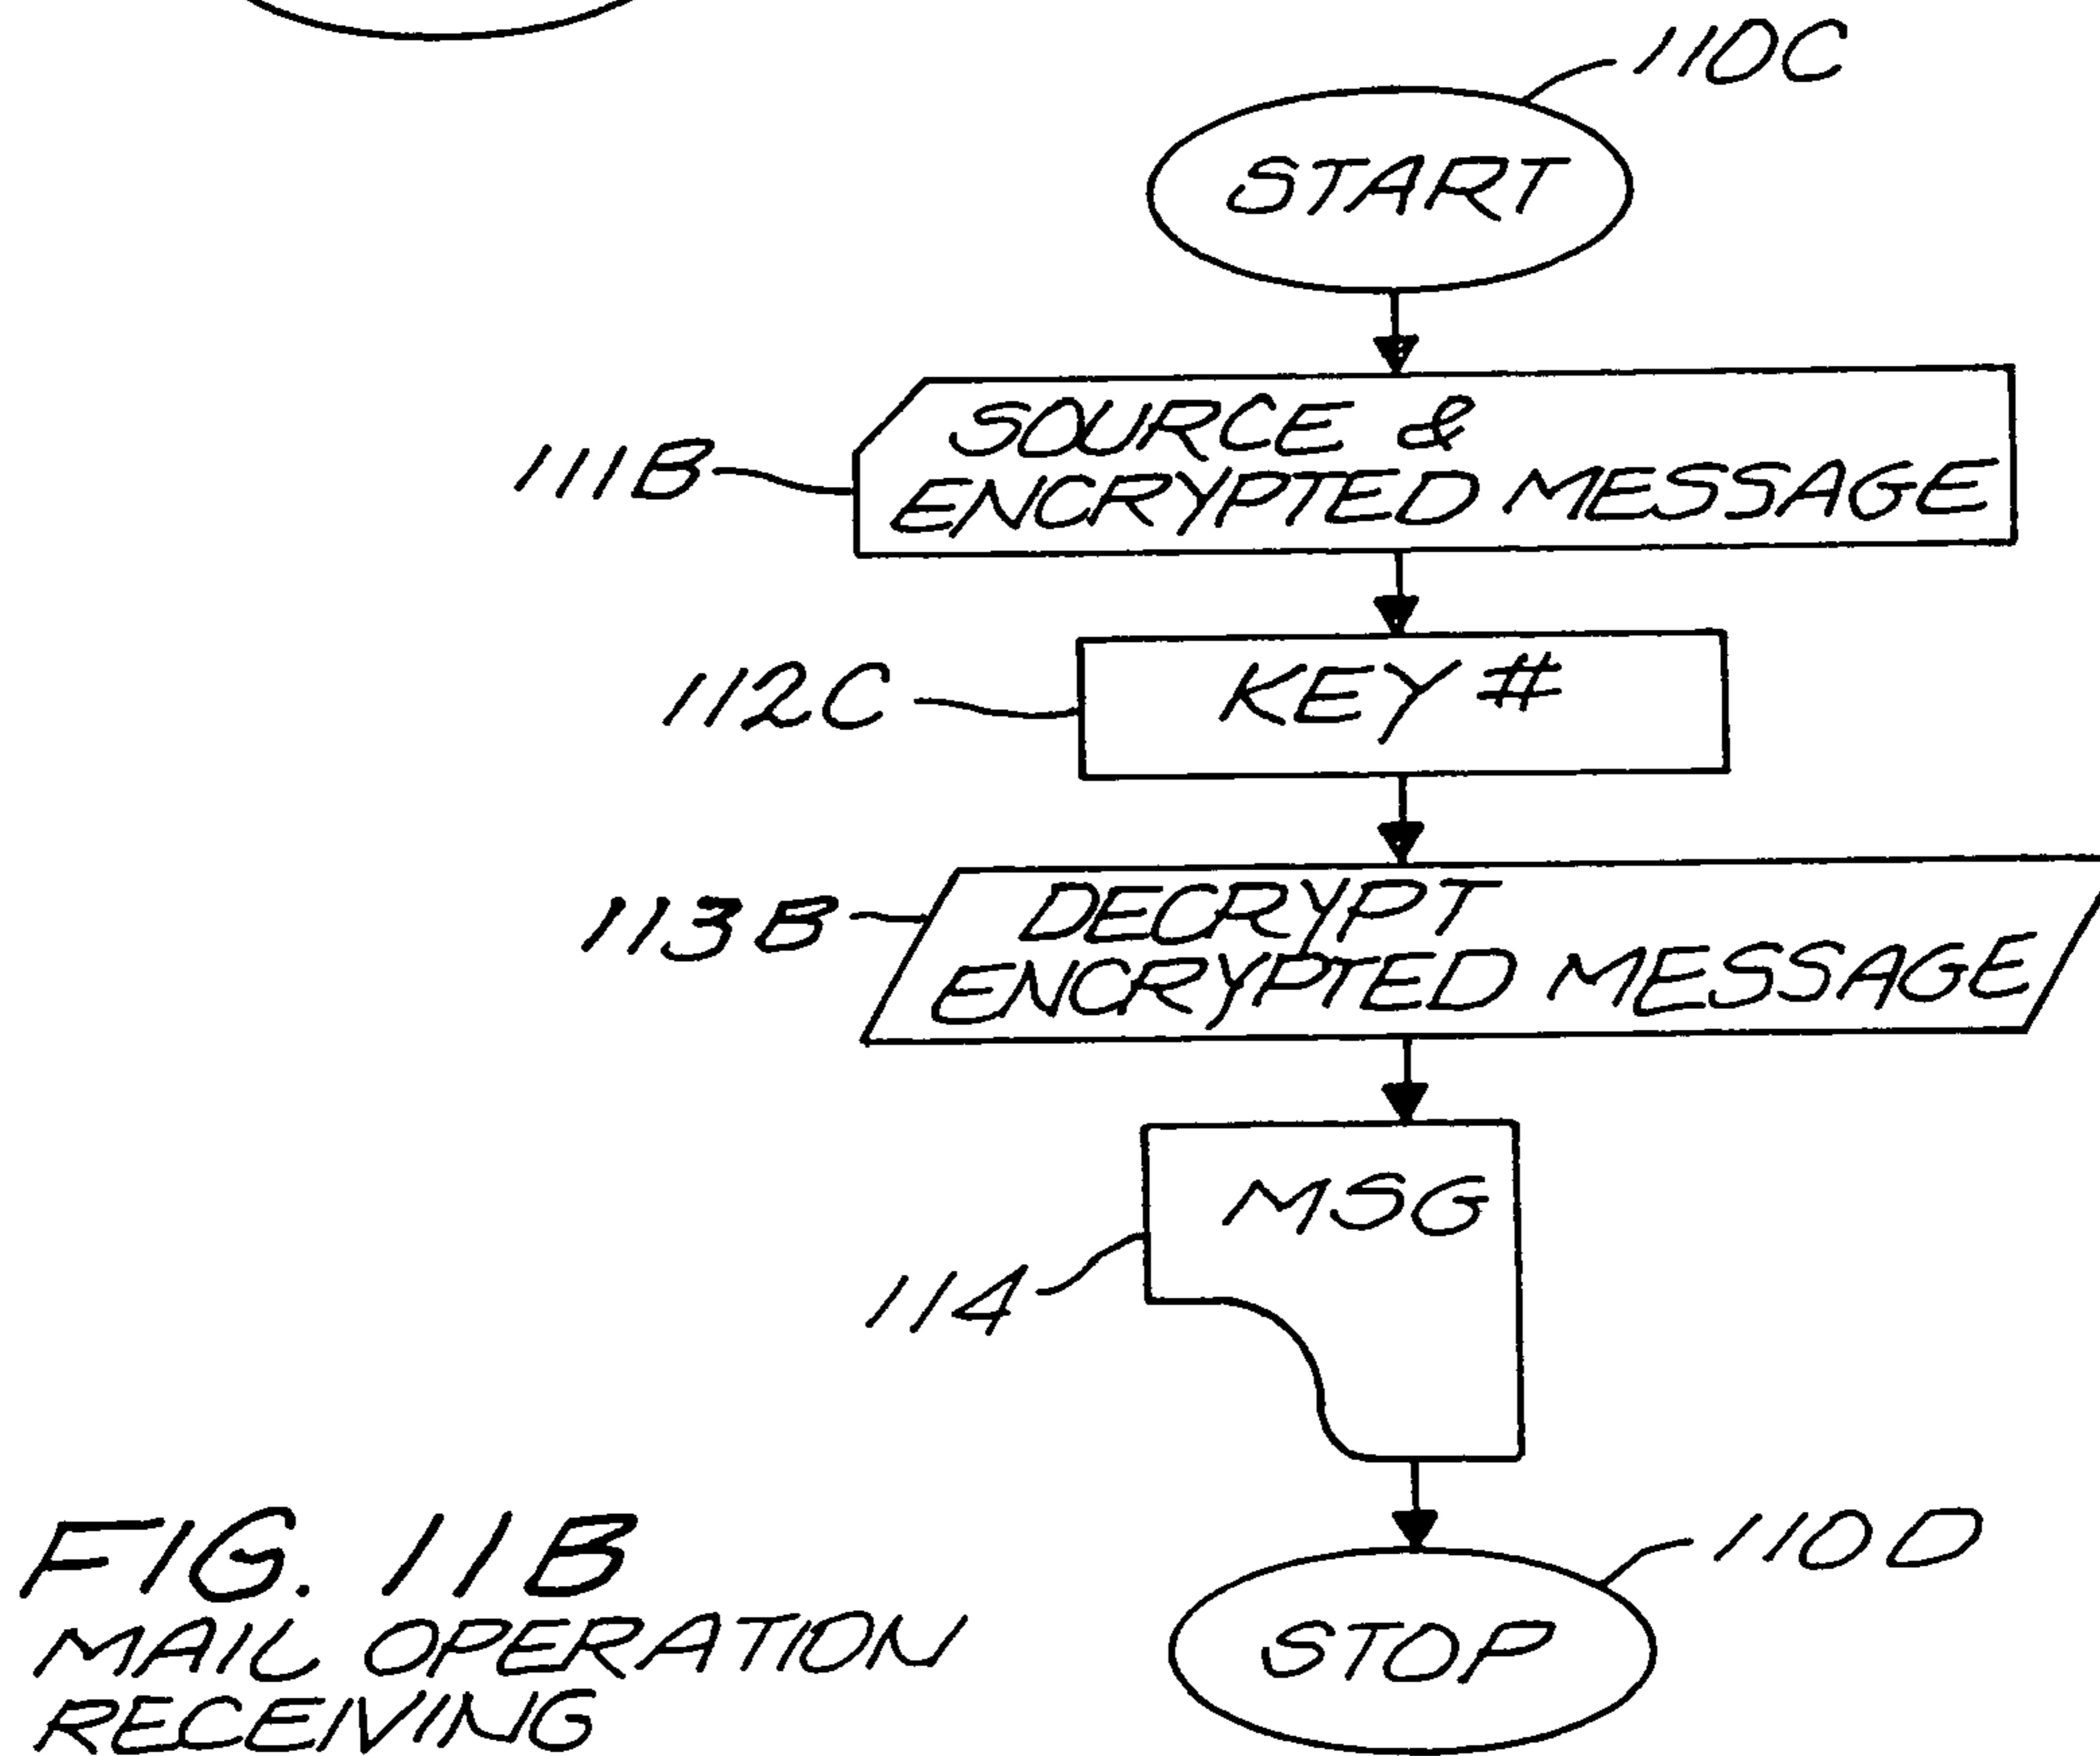 110C
START
SOURCE &
ENCRYPTED MESSAGE
111B
KEY #
112C
DECRYPT
ENCRYPTED MESSAGE
113B
MSG
114
110D
STOP
FIG. 11B
MAIL OPERATION
RECEIVING